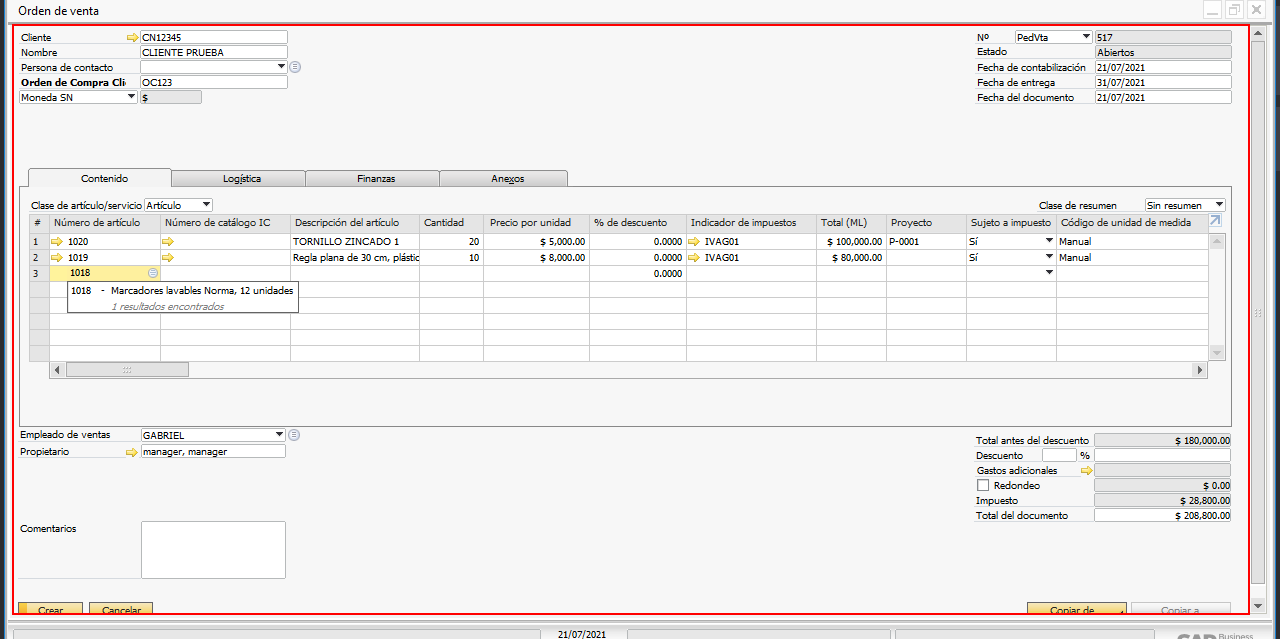 Orden de venta
Cliente CN12345
Nombre CLIENTE PRUEBA
Persona de contacto
Orden de Compra Cli OC123
Moneda SN $
Nº PedVta 517
Estado Abiertos
Fecha de contabilización 21/07/2021
Fecha de entrega 31/07/2021
Fecha del documento 21/07/2021
Contenido Logística Finanzas Anexos
Clase de artículo/servicio Artículo Clase de resumen Sin resumen
# Número de artículo Número de catálogo IC Descripción del artículo Cantidad Precio por unidad % de descuento Indicador de impuestos Total (ML) Proyecto Sujeto a impuesto Código de unidad de medida
1 1020 TORNILLO ZINCADO 1 20 $ 5,000.00 0.0000 IVAG01 $ 100,000.00 P-0001 Sí Manual
2 1019 Regla plana de 30 cm, plástic 10 $ 8,000.00 0.0000 IVAG01 $ 80,000.00 Sí Manual
3 1018 0.0000
1018 - Marcadores lavables Norma, 12 unidades
1 resultados encontrados
Empleado de ventas GABRIEL
Propietario manager, manager
Total antes del descuento $ 180,000.00
Descuento %
Gastos adicionales
Redondeo $ 0.00
Impuesto $ 28,800.00
Total del documento $ 208,800.00
Comentarios
Crear Cancelar Copiar de Copiar a
21/07/2021
Business